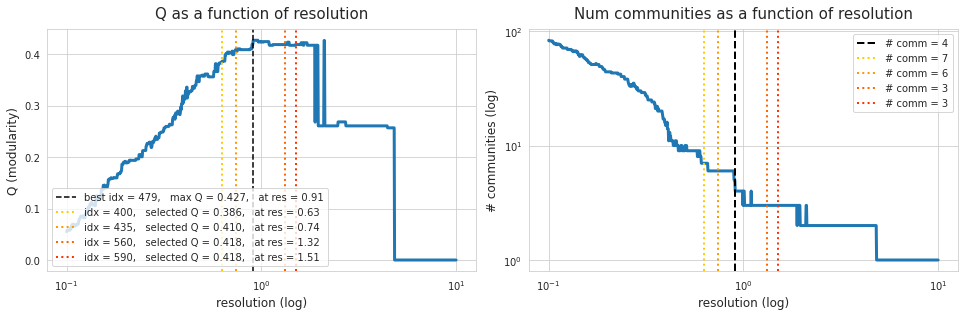 Q as a function of resolution
Q (modularity)
0.4
0.3
0.2
0.1
0.0
best idx = 479, max Q = 0.427, at res = 0.91
idx = 400, selected Q = 0.386, at res = 0.63
idx = 435, selected Q = 0.410, at res = 0.74
idx = 560, selected Q = 0.418, at res = 1.32
idx = 590, selected Q = 0.418, at res = 1.51
10⁻¹ 10⁰ 10¹
resolution (log)
Num communities as a function of resolution
# communities (log)
10²
10¹
10⁰
# comm = 4
# comm = 7
# comm = 6
# comm = 3
# comm = 3
10⁻¹ 10⁰ 10¹
resolution (log)